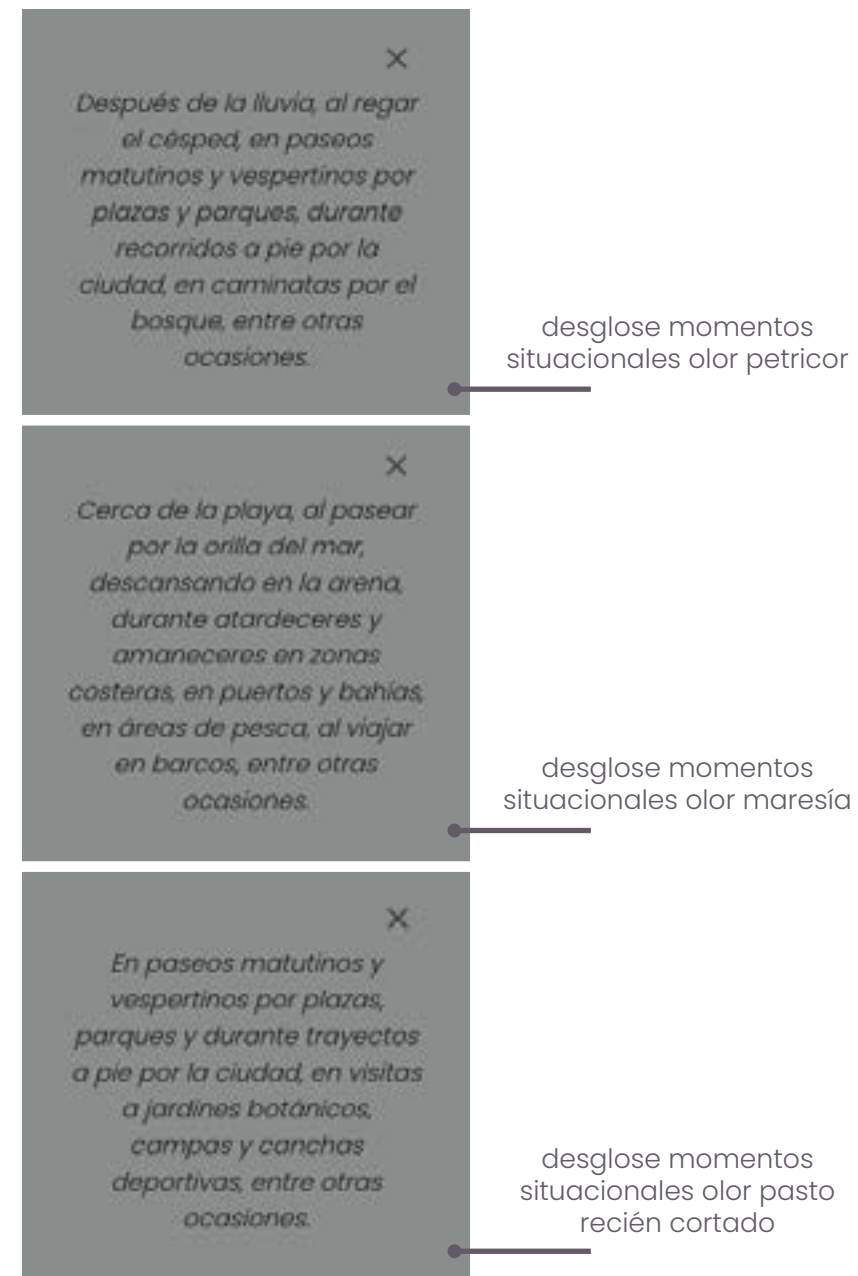 ×
Después de la lluvia, al regar
el césped, en paseos
matutinos y vespertinos por
plazas y parques, durante
recorridos a pie por la
ciudad, en caminatas por el
bosque, entre otras
ocasiones.
desglose momentos
situacionales olor petricor
×
Cerca de la playa, al pasear
por la orilla del mar,
descansando en la arena,
durante atardeceres y
amaneceres en zonas
costeras, en puertos y bahías,
en áreas de pesca, al viajar
en barcos, entre otras
ocasiones.
desglose momentos
situacionales olor maresía
×
En paseos matutinos y
vespertinos por plazas,
parques y durante trayectos
a pie por la ciudad, en visitas
a jardines botánicos,
campas y canchas
deportivas, entre otras
ocasiones.
desglose momentos
situacionales olor pasto
recién cortado